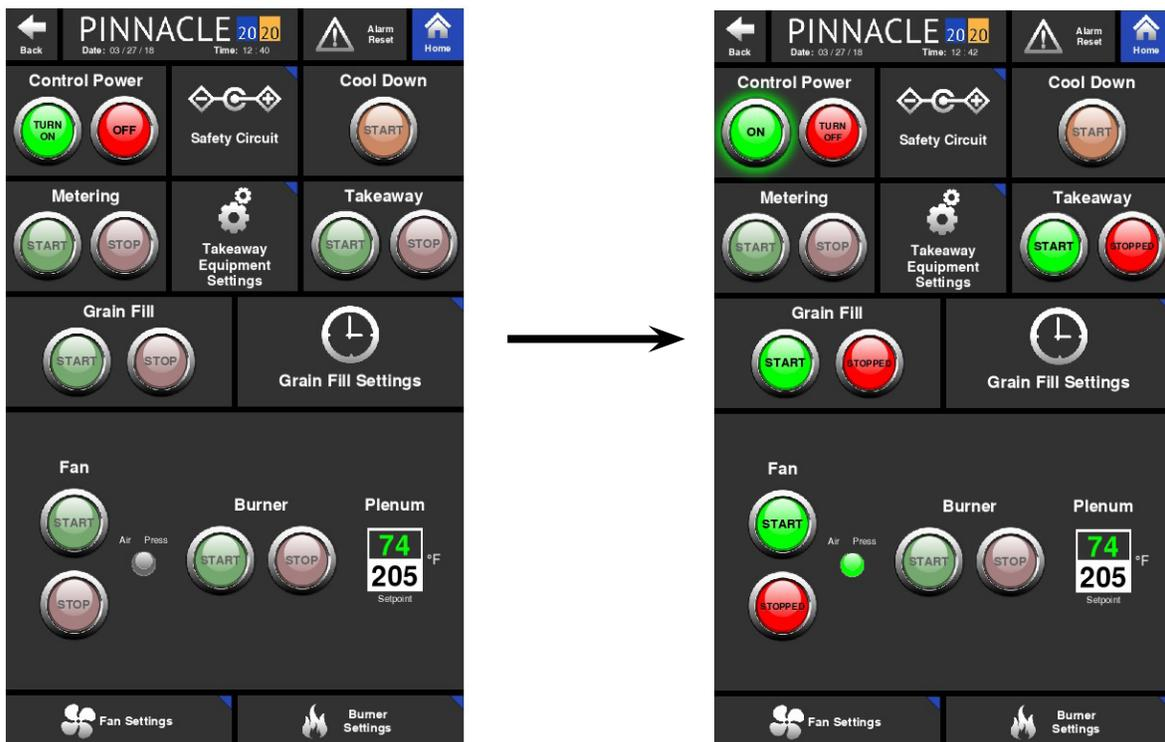 Back
PINNACLE 20 20
Date: 03 / 27 / 18 Time: 12 : 40
Alarm
Reset
Home
Control Power
TURN
ON
OFF
Safety Circuit
Cool Down
START
Metering
START STOP
Takeaway
Equipment
Settings
Takeaway
START STOP
Grain Fill
START STOP
Grain Fill Settings
Fan
START
STOP
Air Press
Burner
START STOP
Plenum
74
205
°F
Setpoint
Fan Settings
Burner
Settings
Back
PINNACLE 20 20
Date: 03 / 27 / 18 Time: 12 : 42
Alarm
Reset
Home
Control Power
ON
TURN
OFF
Safety Circuit
Cool Down
START
Metering
START STOP
Takeaway
Equipment
Settings
Takeaway
START STOPPED
Grain Fill
START STOPPED
Grain Fill Settings
Fan
START
STOPPED
Air Press
Burner
START STOP
Plenum
74
205
°F
Setpoint
Fan Settings
Burner
Settings